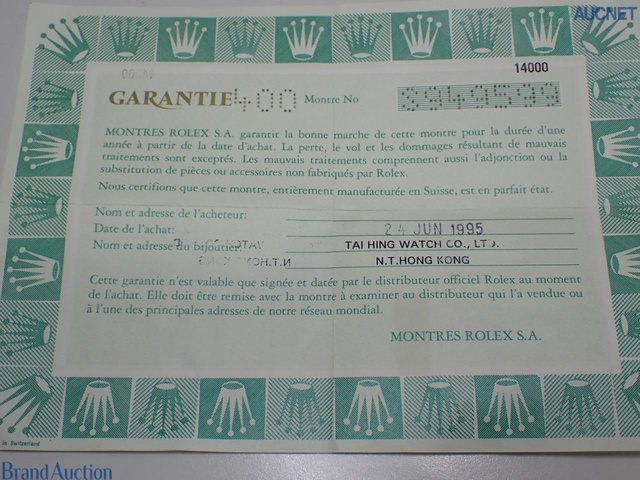 AUCNET
14000
GARANTIE 400 Montre No S949599
MONTRES ROLEX S.A. garantit la bonne marche de cette montre pour la durée d'une
année à partir de la date d'achat. La perte, le vol et les dommages résultant de mauvais
traitements sont exceptés. Les mauvais traitements comprennent aussi l'adjonction ou la
substitution de pièces ou accessoires non fabriqués par Rolex.
Nous certifions que cette montre, entièrement manufacturée en Suisse, est en parfait état.
Nom et adresse de l'acheteur:
Date de l'achat: 24 JUN 1995
Nom et adresse du bijoutier: TAI HING WATCH CO., LTD.
N.T. HONG KONG
Cette garantie n'est valable que signée et datée par le distributeur officiel Rolex au moment
de l'achat. Elle doit être remise avec la montre à examiner au distributeur qui l'a vendue ou
à l'une des principales adresses de notre réseau mondial.
MONTRES ROLEX S.A.
in Switzerland
Brand Auction